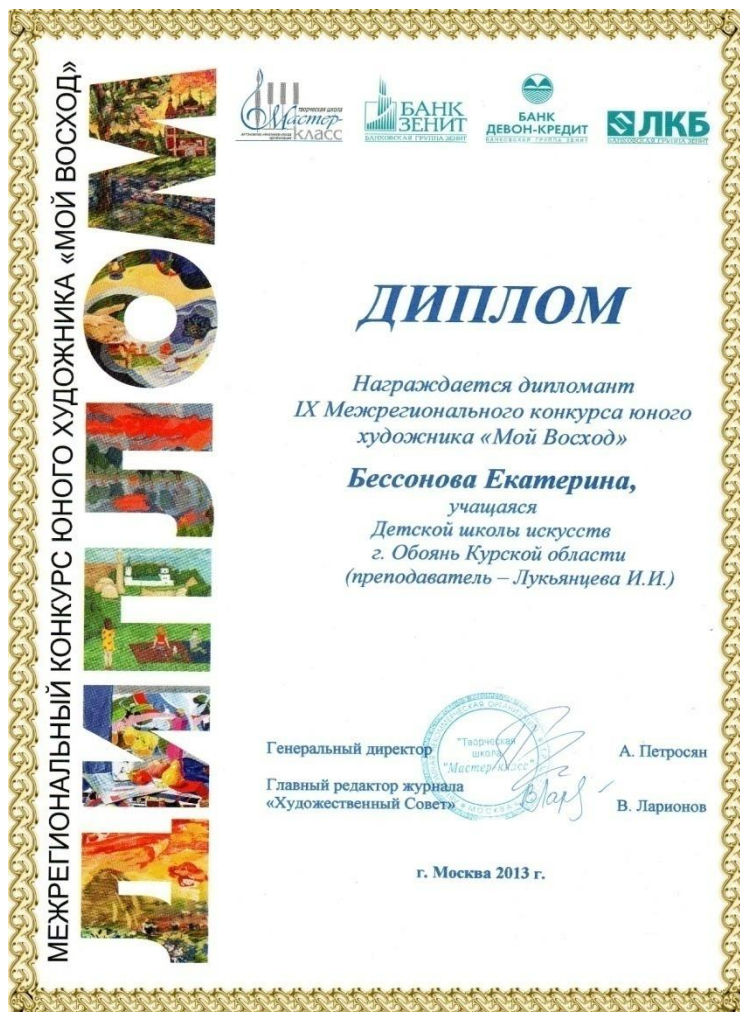 МЕЖРЕГИОНАЛЬНЫЙ КОНКУРС ЮНОГО ХУДОЖНИКА «МОЙ ВОСХОД»
ДИПЛОМ
творческая школа
Мастер-
класс
БАНК
ЗЕНИТ
БАНКОВСКАЯ ГРУППА ЗЕНИТ
БАНК
ДЕВОН-КРЕДИТ
БАНКОВСКАЯ ГРУППА ЗЕНИТ
ЛКБ
БАНКОВСКАЯ ГРУППА ЗЕНИТ
ДИПЛОМ
Награждается дипломант
IX Межрегионального конкурса юного
художника «Мой Восход»
Бессонова Екатерина,
учащаяся
Детской школы искусств
г. Обоянь Курской области
(преподаватель – Лукьянцева И.И.)
Генеральный директор
А. Петросян
"Творческая
школа
"Мастер-класс"
МОСКВА
Главный редактор журнала
«Художественный Совет»
В. Ларионов
г. Москва 2013 г.